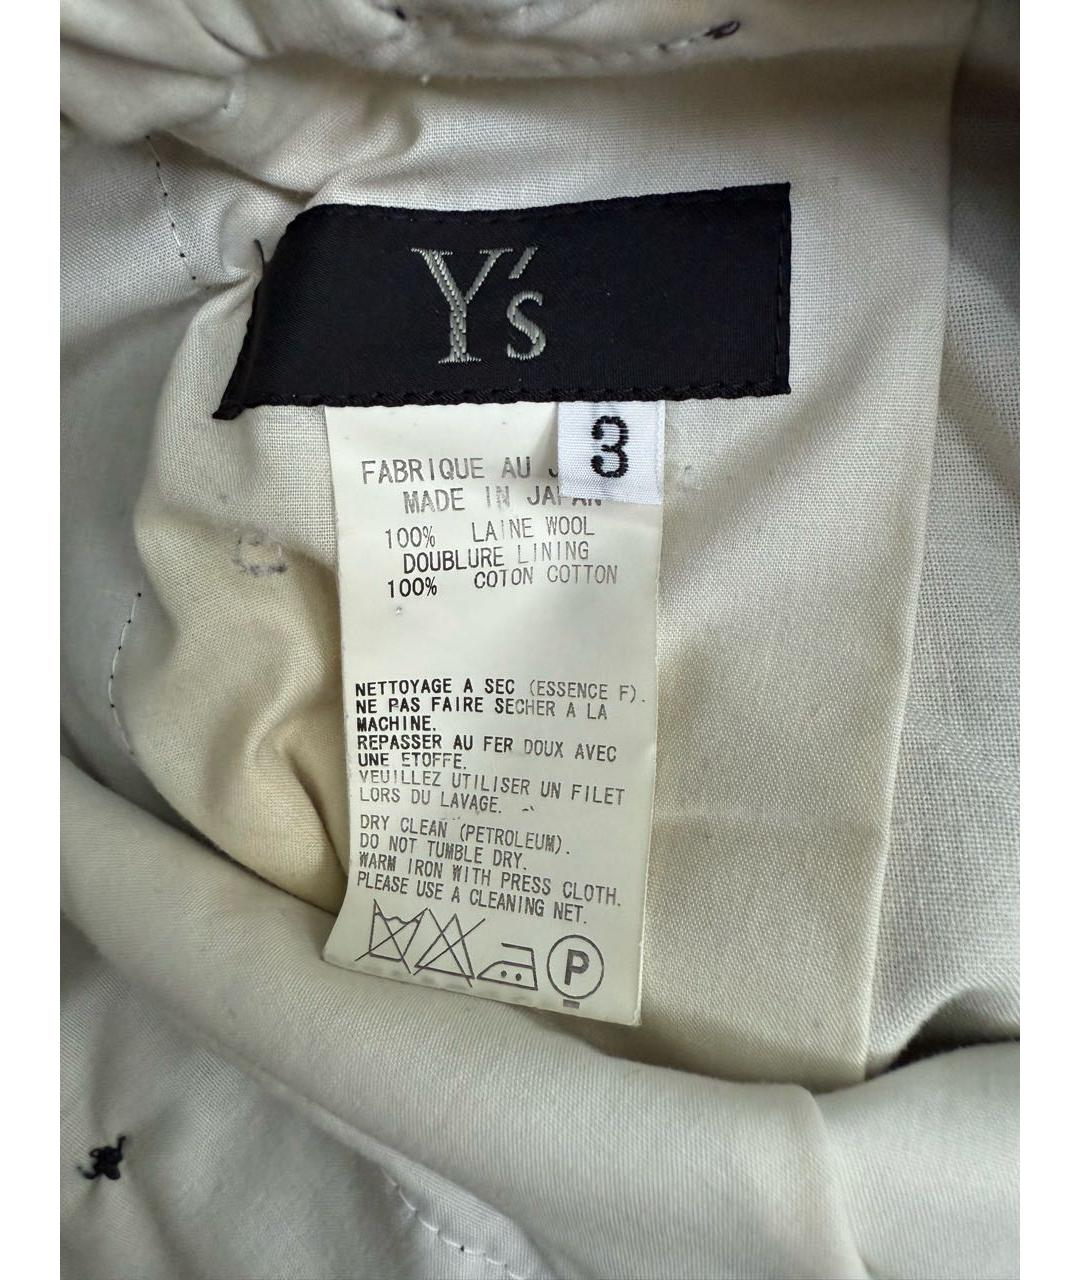 Y's
3
FABRIQUE AU
MADE IN JAPAN
100% LAINE WOOL
DOUBLURE LINING
100% COTON COTTON
NETTOYAGE A SEC (ESSENCE F).
NE PAS FAIRE SECHER A LA
MACHINE.
REPASSER AU FER DOUX AVEC
UNE ETOFFE.
VEUILLEZ UTILISER UN FILET
LORS DU LAVAGE.
DRY CLEAN (PETROLEUM).
DO NOT TUMBLE DRY.
WARM IRON WITH PRESS CLOTH.
PLEASE USE A CLEANING NET.
P